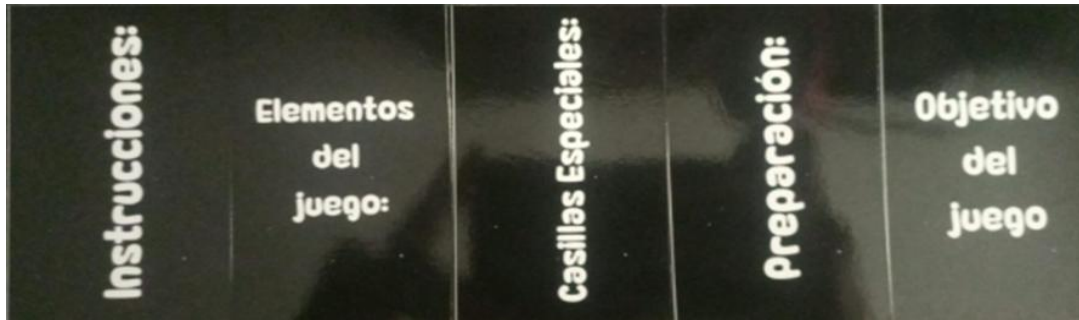 Instrucciones:
Elementos
del
juego:
Casillas Especiales:
Preparación:
Objetivo
del
juego